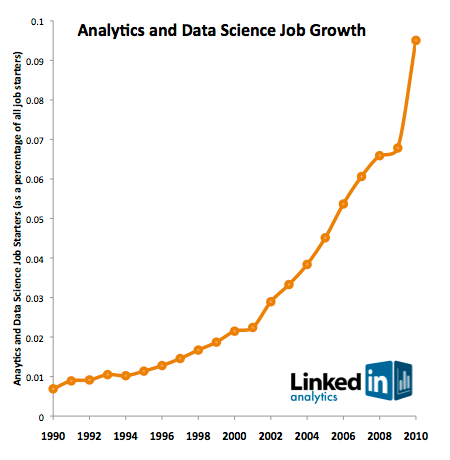 Analytics and Data Science Job Growth
Anaytics and Data Science Job Starters (as a percentage of all job starters)
0.1
0.09
0.08
0.07
0.06
0.05
0.04
0.03
0.02
0.01
0
1990 1992 1994 1996 1998 2000 2002 2004 2006 2008 2010
Linked in
analytics